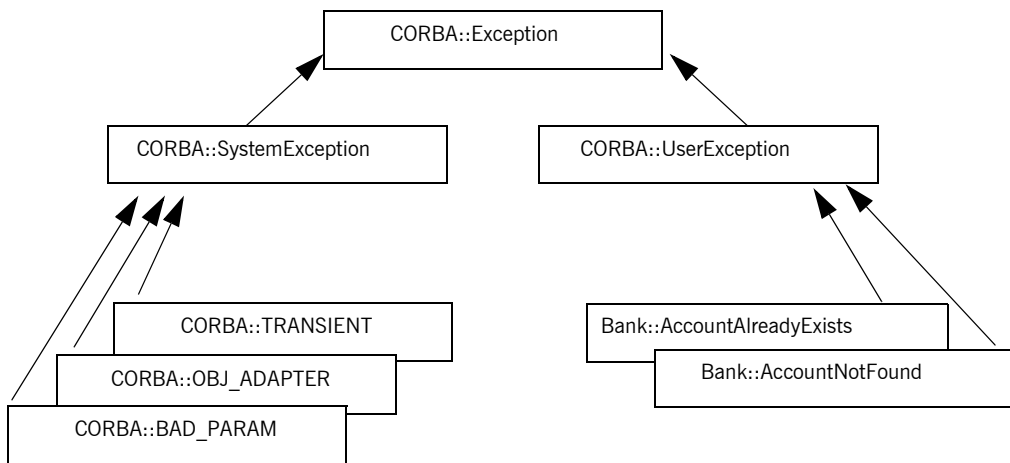 CORBA::Exception
CORBA::SystemException
CORBA::UserException
CORBA::TRANSIENT
Bank::AccountAlreadyExists
CORBA::OBJ_ADAPTER
Bank::AccountNotFound
CORBA::BAD_PARAM